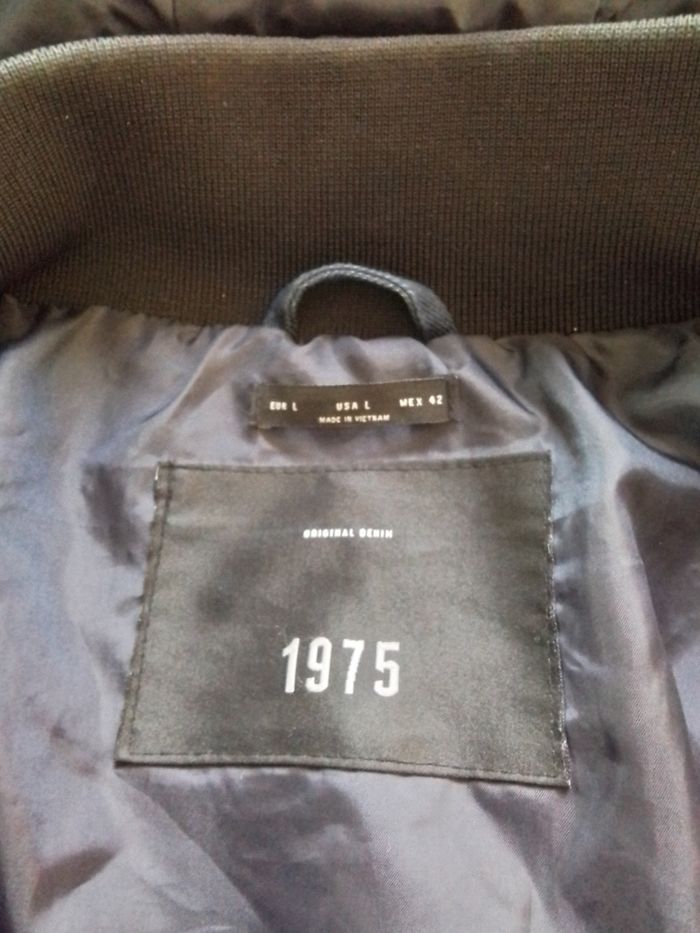 EUR L USA L MEX 42
MADE IN VIETNAM
ORIGINAL DENIM
1975